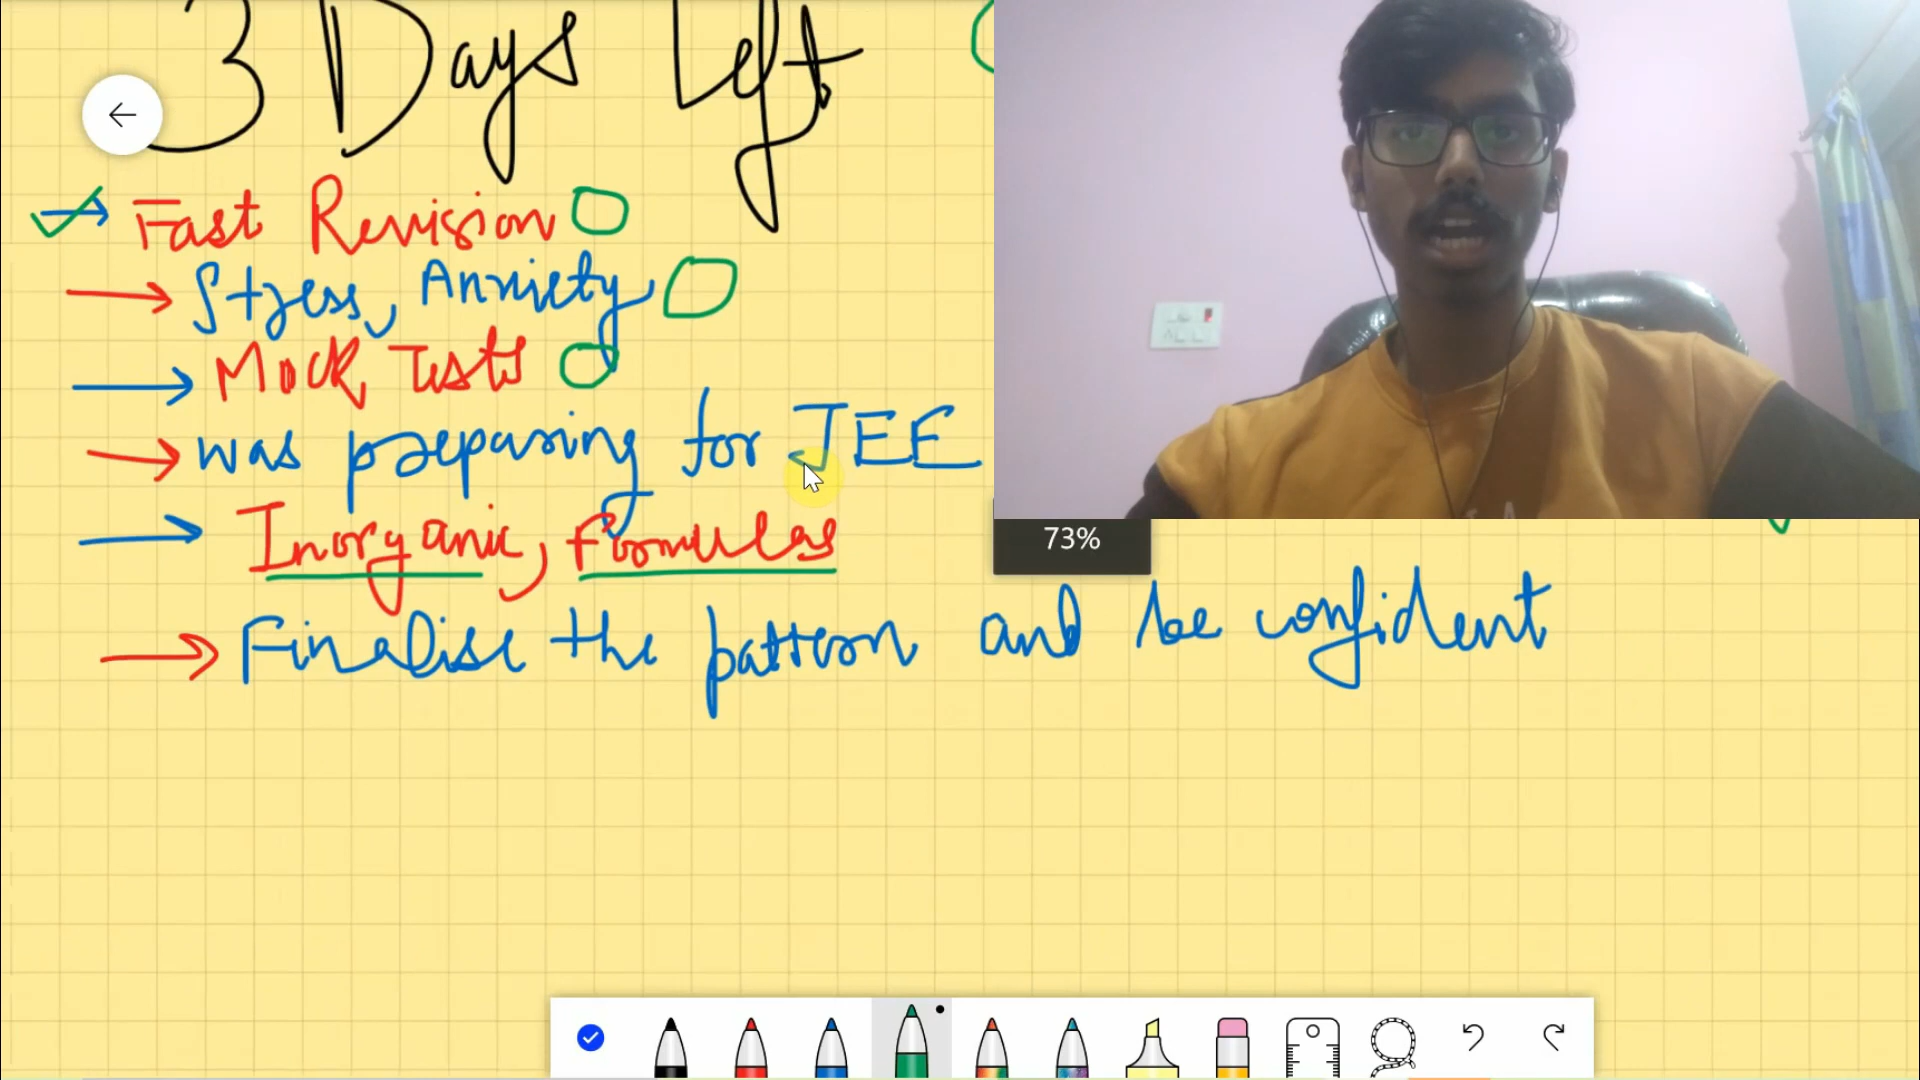 3 Days Left
Fast Revision
Stress, Anxiety
Mock Tests
was preparing for JEE
Inorganic, formulas
73%
Finalise the pattern and be confident